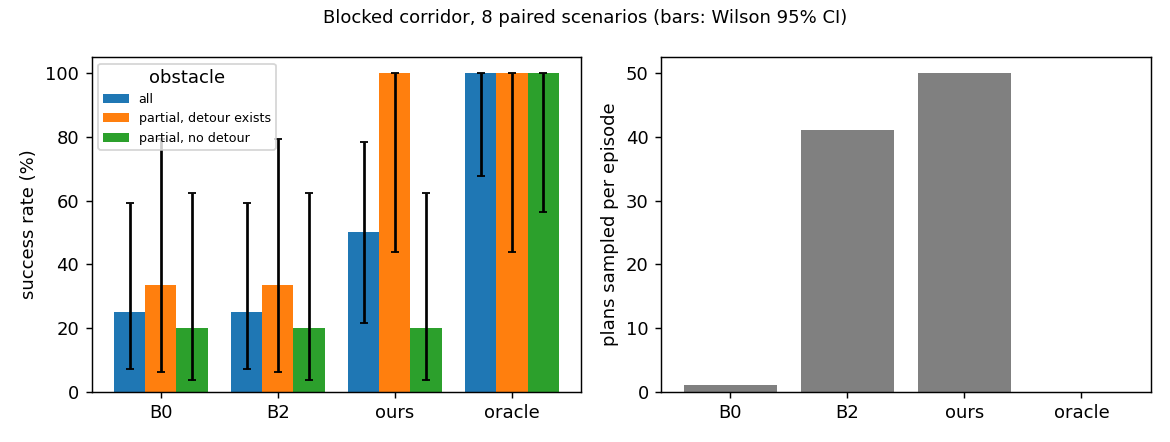 Blocked corridor, 8 paired scenarios (bars: Wilson 95% CI)
success rate (%)
100
80
60
40
20
0
obstacle
all
partial, detour exists
partial, no detour
B0
B2
ours
oracle
plans sampled per episode
50
40
30
20
10
0
B0
B2
ours
oracle